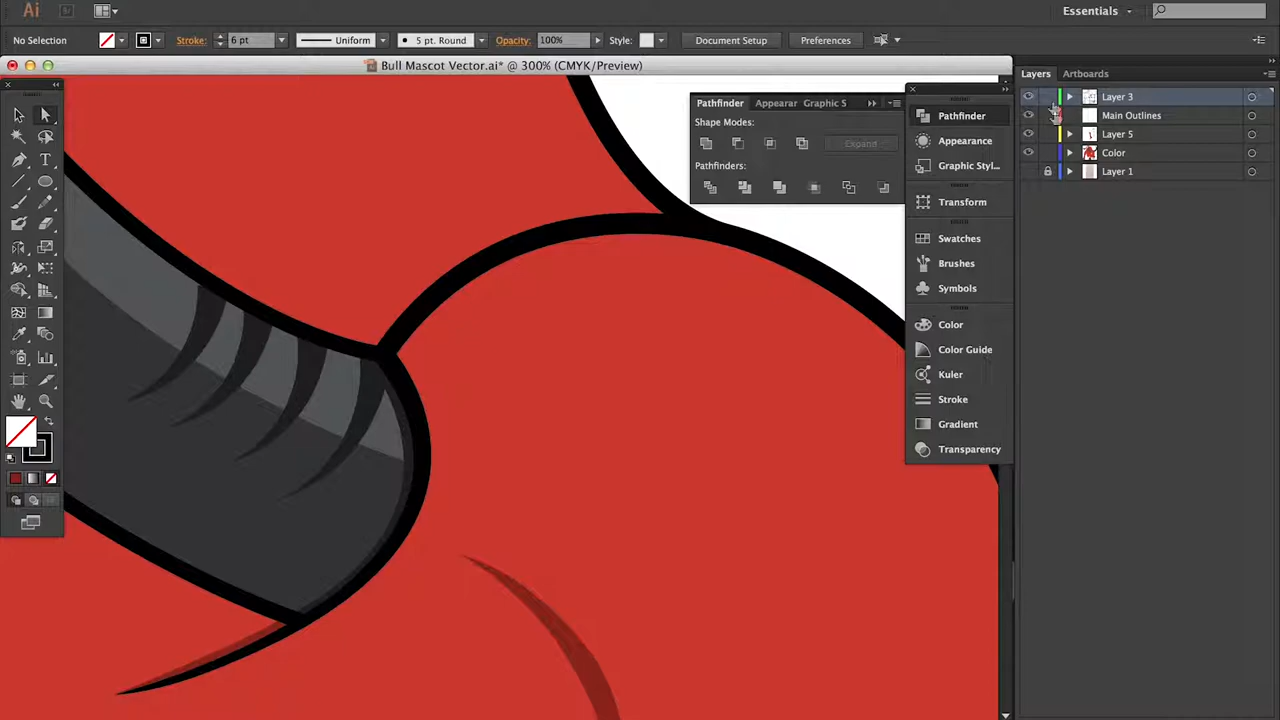 Ai Br Essentials
No Selection Stroke: 6 pt Uniform 5 pt. Round Opacity: 100% Style: Document Setup Preferences
Bull Mascot Vector.ai* @ 300% (CMYK/Preview)
Layers Artboards
Layer 3
Main Outlines
Layer 5
Color
Layer 1
Pathfinder Appearar Graphic S
Shape Modes:
Expand
Pathfinders:
Pathfinder
Appearance
Graphic Styl...
Transform
Swatches
Brushes
Symbols
Color
Color Guide
Kuler
Stroke
Gradient
Transparency